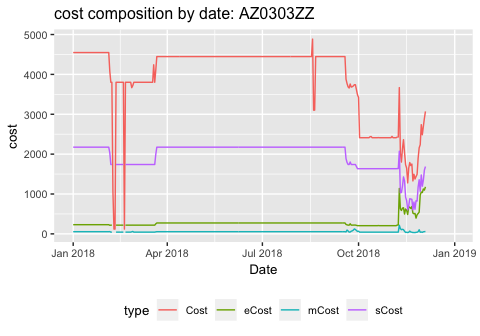 cost composition by date: AZ0303ZZ
5000
4000
3000
2000
1000
0
cost
Jan 2018 Apr 2018 Jul 2018 Oct 2018 Jan 2019
Date
type Cost eCost mCost sCost